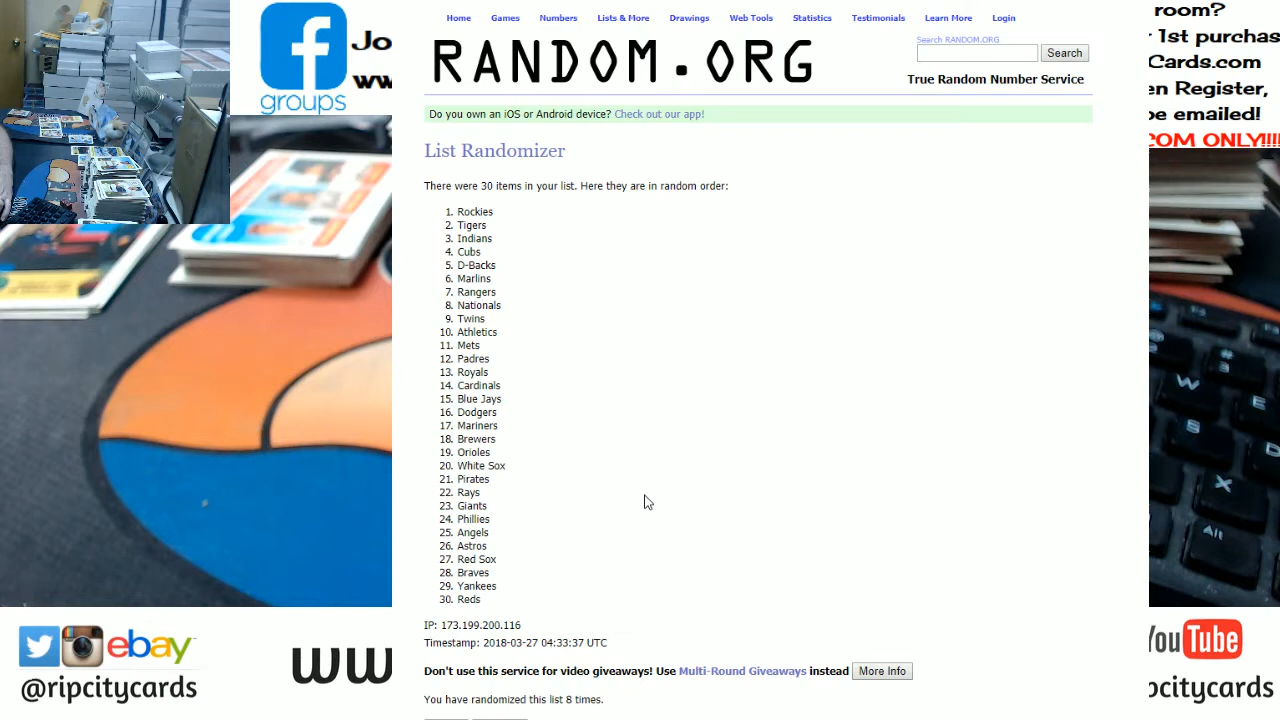 groups
Jo
ww
Home Games Numbers Lists & More Drawings Web Tools Statistics Testimonials Learn More Login
RANDOM.ORG
Search RANDOM.ORG
Search
True Random Number Service
Do you own an iOS or Android device? Check out our app!
List Randomizer
There were 30 items in your list. Here they are in random order:
1. Rockies
2. Tigers
3. Indians
4. Cubs
5. D-Backs
6. Marlins
7. Rangers
8. Nationals
9. Twins
10. Athletics
11. Mets
12. Padres
13. Royals
14. Cardinals
15. Blue Jays
16. Dodgers
17. Mariners
18. Brewers
19. Orioles
20. White Sox
21. Pirates
22. Rays
23. Giants
24. Phillies
25. Angels
26. Astros
27. Red Sox
28. Braves
29. Yankees
30. Reds
IP: 173.199.200.116
Timestamp: 2018-03-27 04:33:37 UTC
Don't use this service for video giveaways! Use Multi-Round Giveaways instead More Info
You have randomized this list 8 times.
room?
1st purchas
Cards.com
en Register,
be emailed!
COM ONLY!!!!
W
E
S
D
X
Alt
ebay
@ripcitycards
ww
You Tube
pcitycards